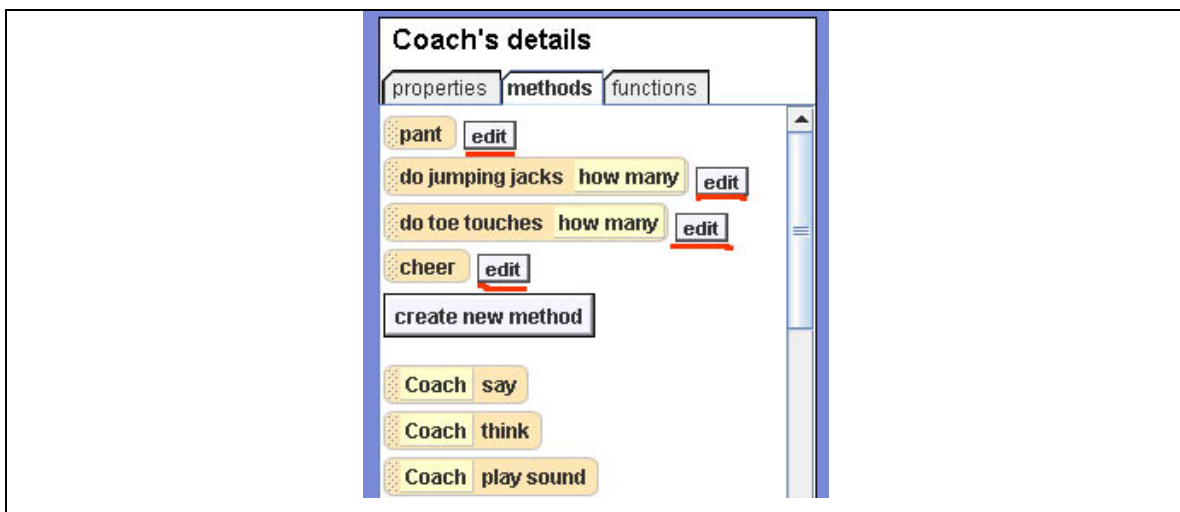 Coach's details
properties methods functions
pant edit
do jumping jacks how many edit
do toe touches how many edit
cheer edit
create new method
Coach say
Coach think
Coach play sound